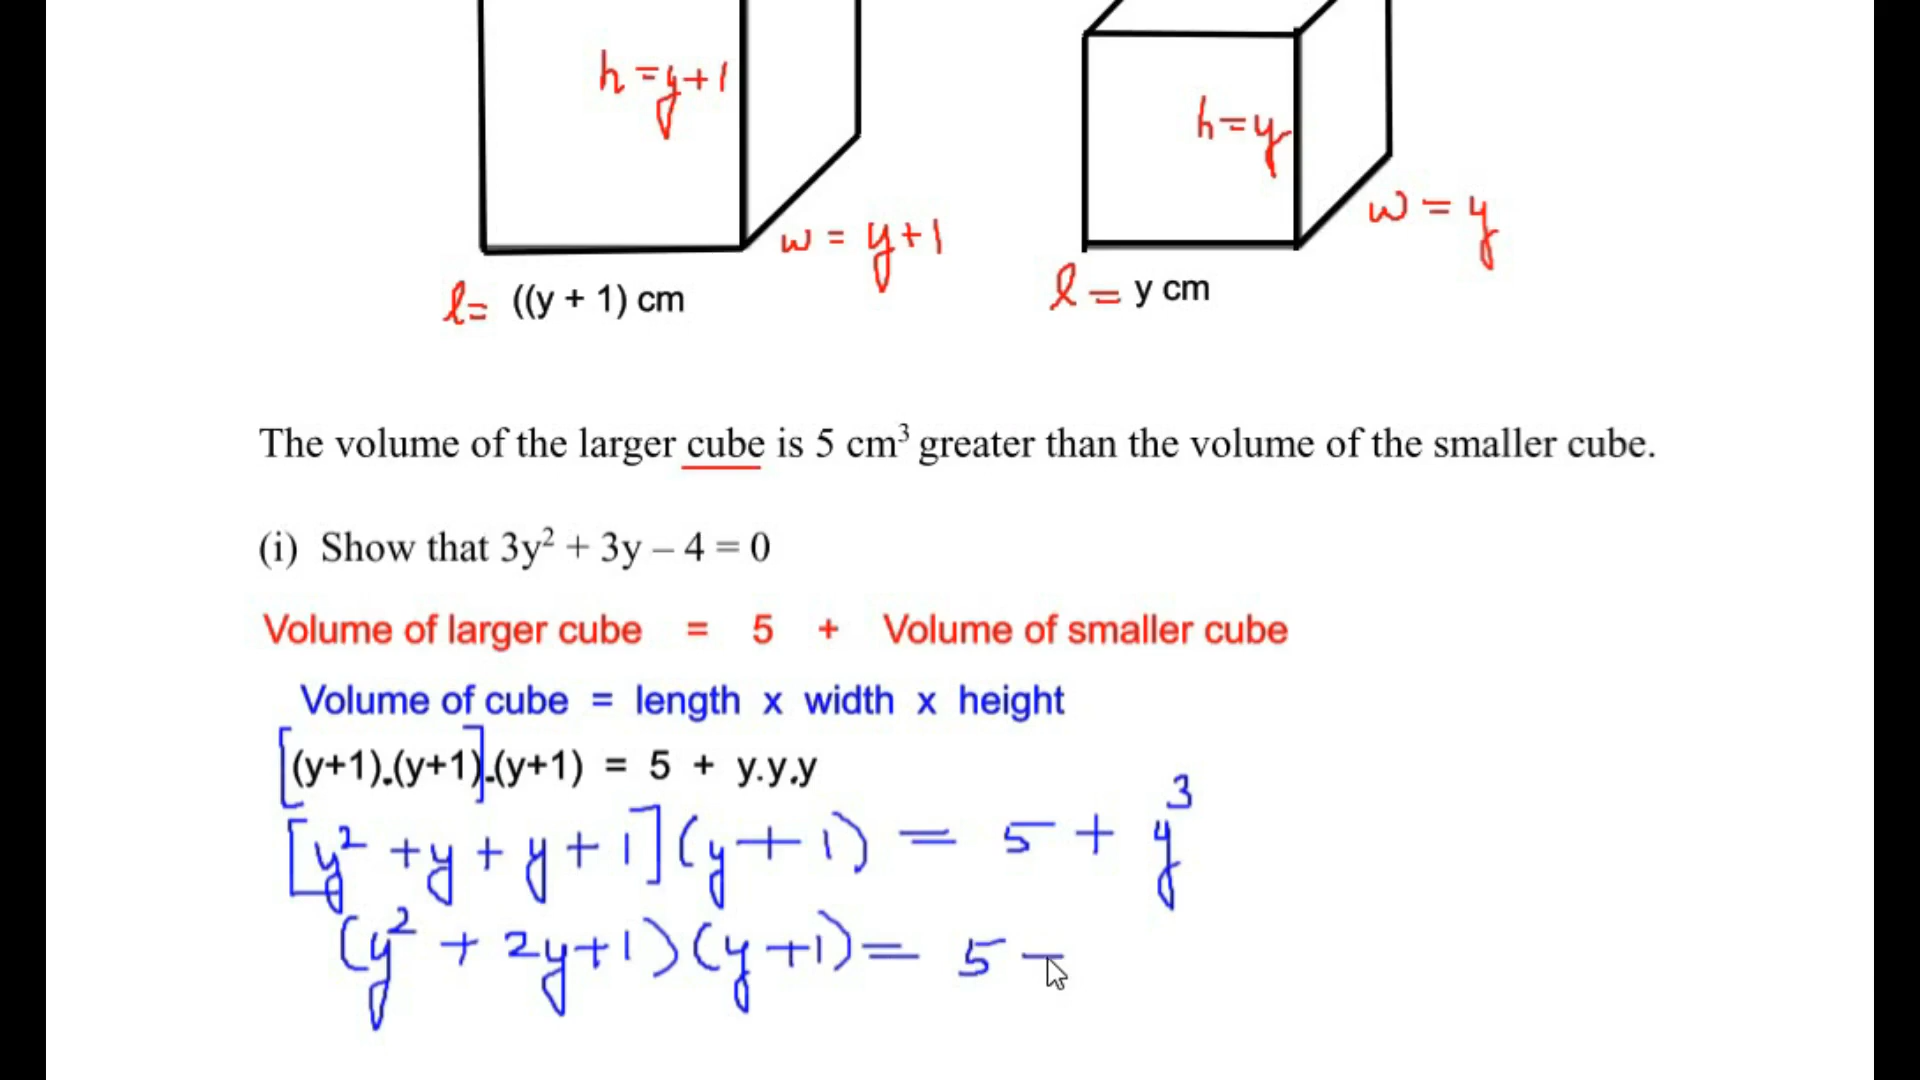 h = y + 1
h = y
w = y + 1
w = y
l = ((y + 1) cm
l = y cm
The volume of the larger cube is 5 cm³ greater than the volume of the smaller cube.
(i) Show that 3y² + 3y – 4 = 0
Volume of larger cube = 5 + Volume of smaller cube
Volume of cube = length x width x height
[(y+1).(y+1)].(y+1) = 5 + y.y.y
[y² + y + y + 1](y + 1) = 5 + y³
(y² + 2y + 1)(y + 1) = 5 –